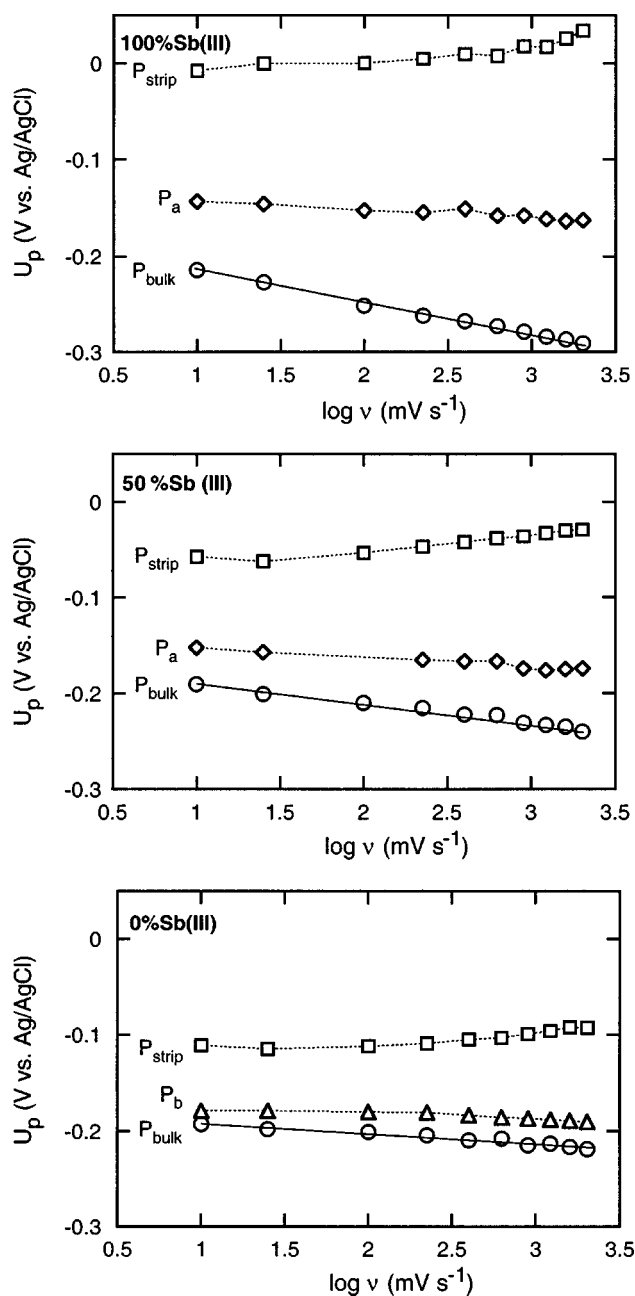 100%Sb(III)
0
P_strip
-0.1
P_a
-0.2
P_bulk
-0.3
U_p (V vs. Ag/AgCl)
0.5 1 1.5 2 2.5 3 3.5
log ν (mV s⁻¹)
50 %Sb (III)
0
P_strip
-0.1
P_a
P_bulk
-0.2
-0.3
U_p (V vs. Ag/AgCl)
0.5 1 1.5 2 2.5 3 3.5
log ν (mV s⁻¹)
0%Sb(III)
0
-0.1
P_strip
P_b
-0.2
P_bulk
-0.3
U_p (V vs. Ag/AgCl)
0.5 1 1.5 2 2.5 3 3.5
log ν (mV s⁻¹)